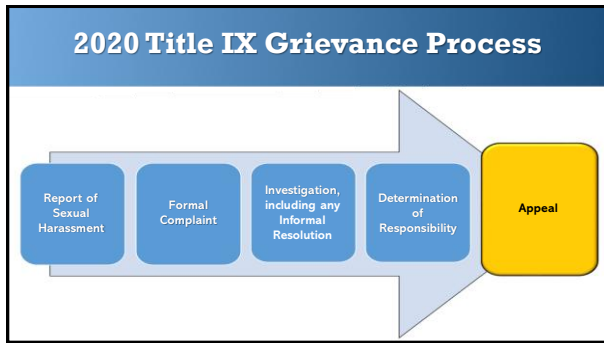 2020 Title IX Grievance Process
Report of
Sexual
Harassment
Formal
Complaint
Investigation,
including any
Informal
Resolution
Determination
of
Responsibility
Appeal